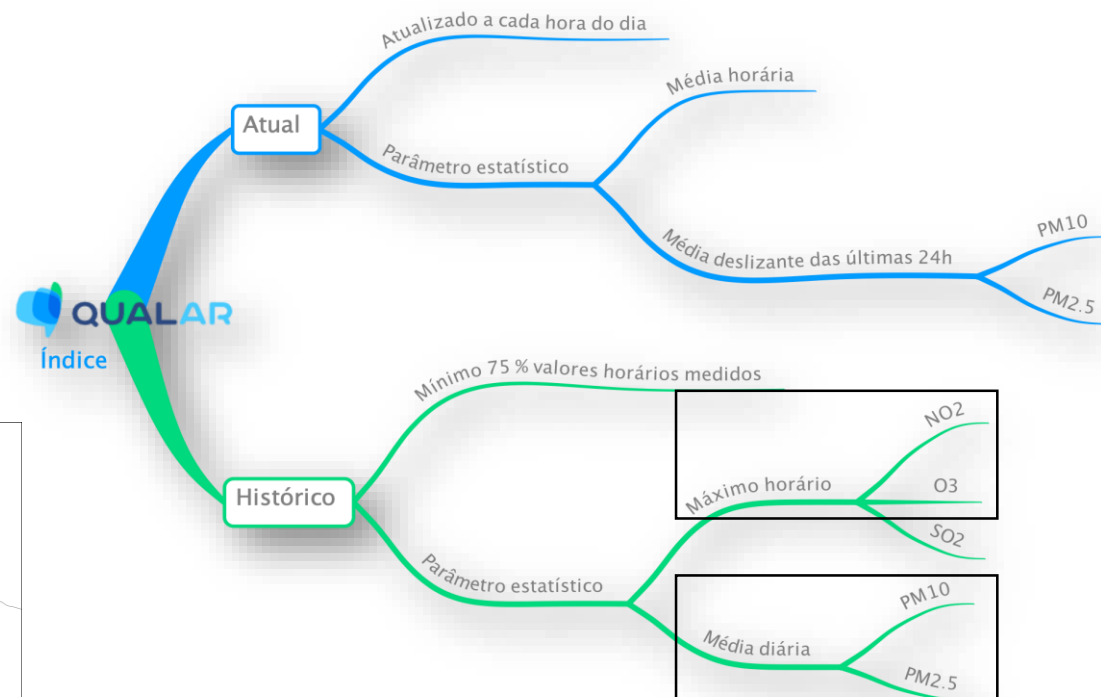 Atualizado a cada hora do dia
Média horária
Atual
Parâmetro estatístico
Média deslizante das últimas 24h
PM10
PM2.5
QUALAR
Índice
Mínimo 75 % valores horários medidos
Histórico
NO2
Máximo horário
O3
SO2
Parâmetro estatístico
PM10
Média diária
PM2.5